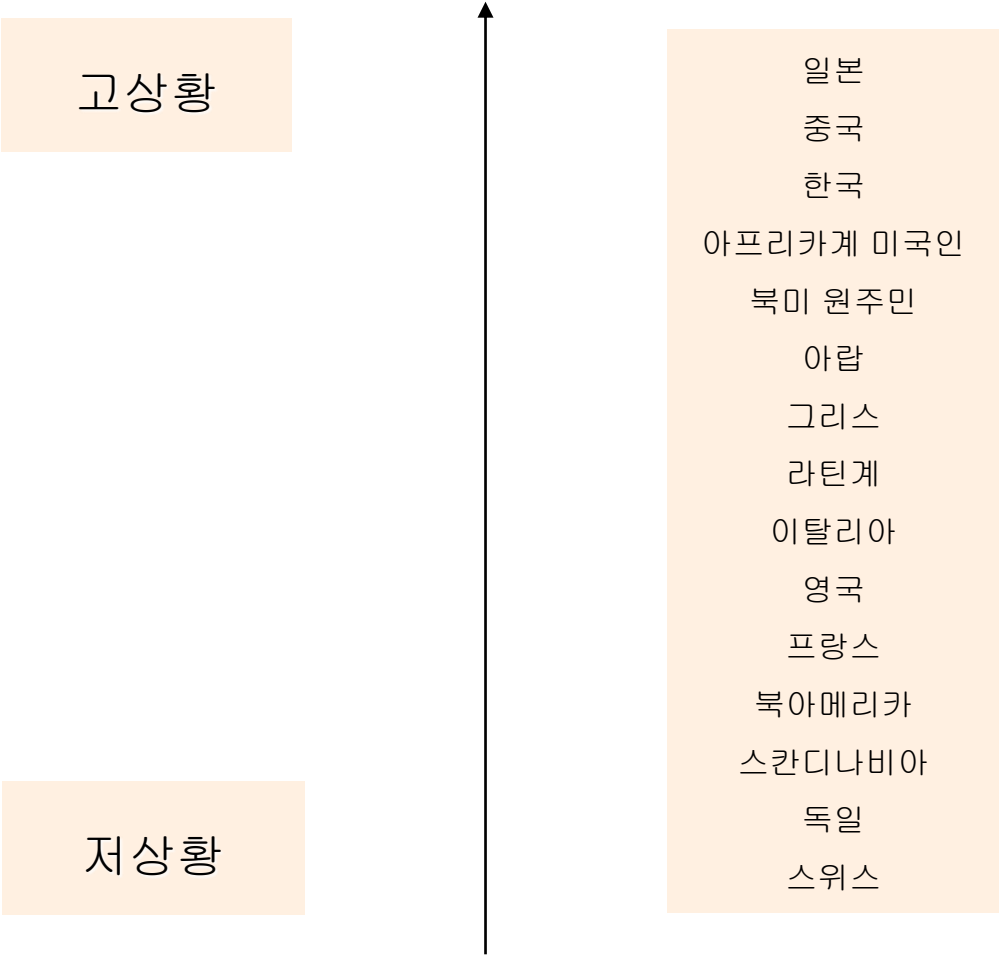 고상황
일본
중국
한국
아프리카계 미국인
북미 원주민
아랍
그리스
라틴계
이탈리아
영국
프랑스
북아메리카
스칸디나비아
독일
스위스
저상황